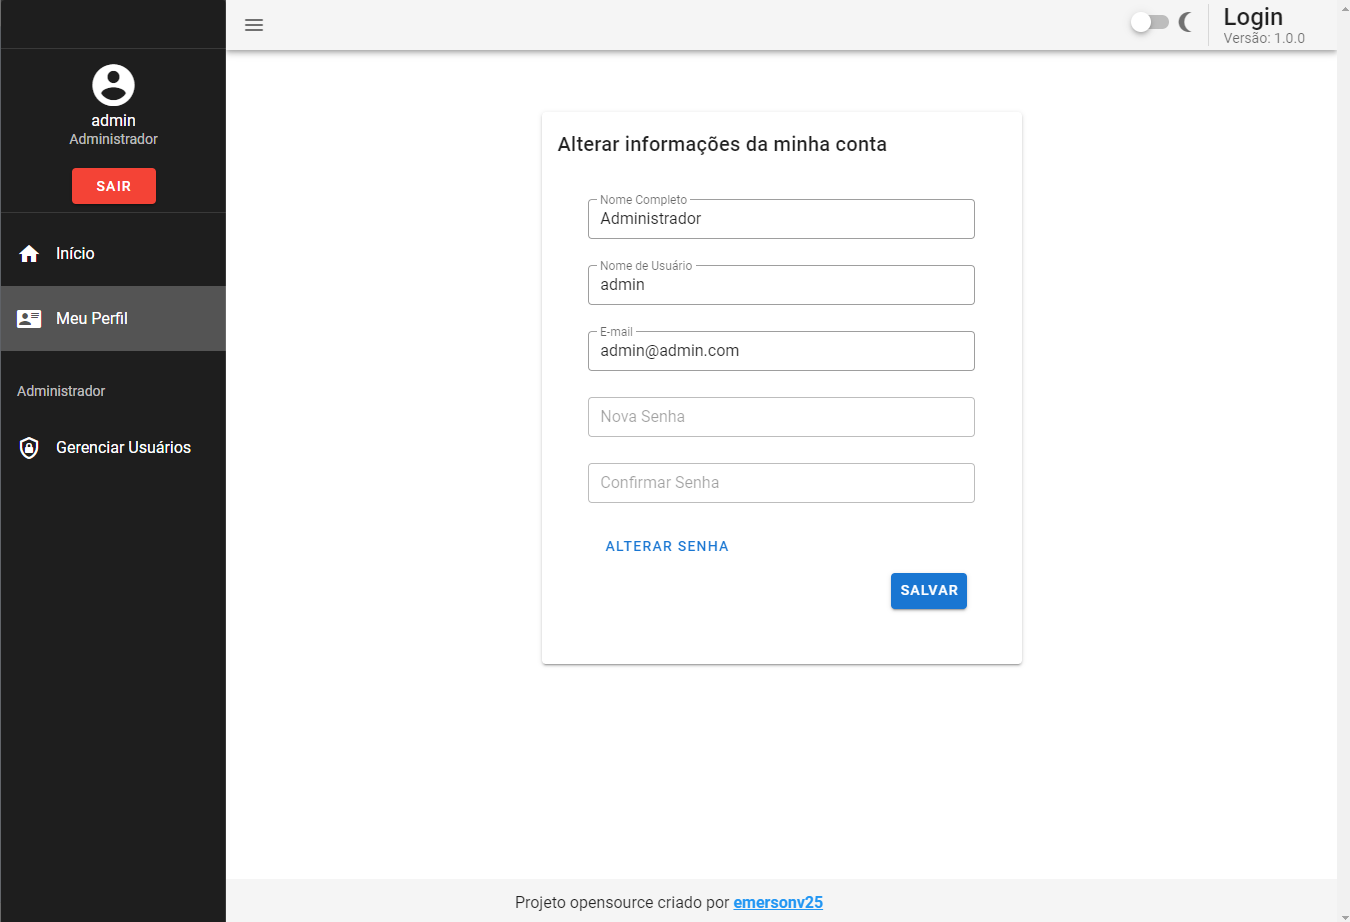 admin
Administrador
SAIR
Início
Meu Perfil
Administrador
Gerenciar Usuários
Login
Versão: 1.0.0
Alterar informações da minha conta
Nome Completo
Administrador
Nome de Usuário
admin
E-mail
admin@admin.com
Nova Senha
Confirmar Senha
ALTERAR SENHA
SALVAR
Projeto opensource criado por emersonv25